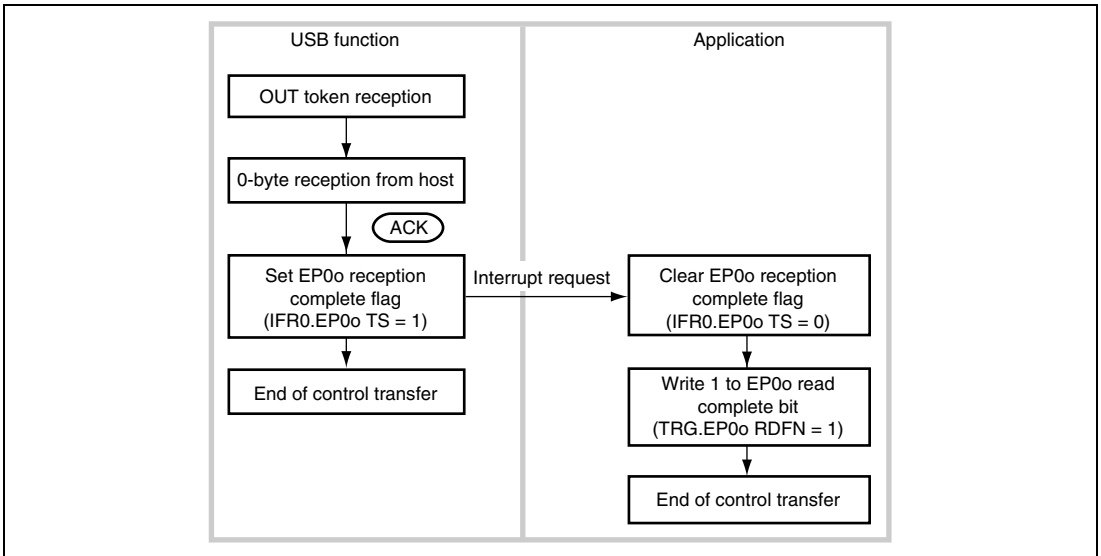 USB function
Application
OUT token reception
0-byte reception from host
ACK
Set EP0o reception
complete flag
(IFR0.EP0o TS = 1)
Interrupt request
Clear EP0o reception
complete flag
(IFR0.EP0o TS = 0)
End of control transfer
Write 1 to EP0o read
complete bit
(TRG.EP0o RDFN = 1)
End of control transfer